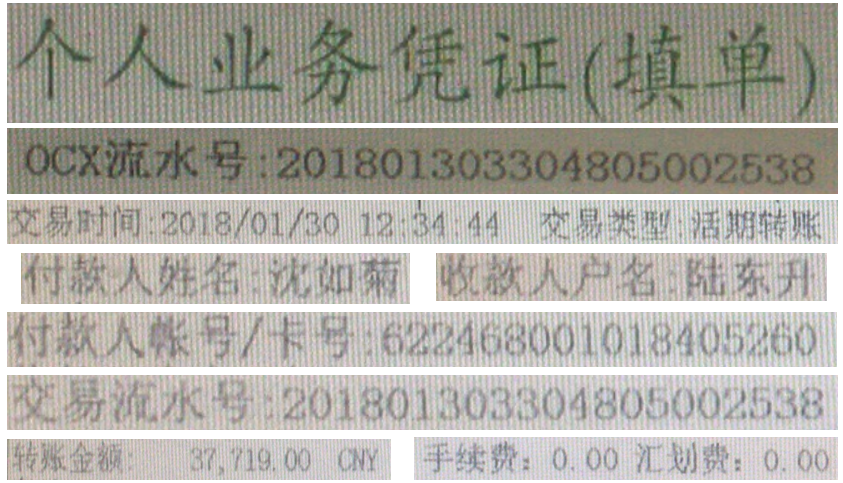 个人业务凭证(填单)
OCX流水号:201801303304805002538
交易时间:2018/01/30 12:34:44 交易类型:活期转账
付款人姓名:沈如菊 收款人户名:陆东升
付款人帐号/卡号:6224680001018405260
交易流水号:201801303304805002538
转账金额: 37,719.00 CNY 手续费: 0.00 汇划费: 0.00